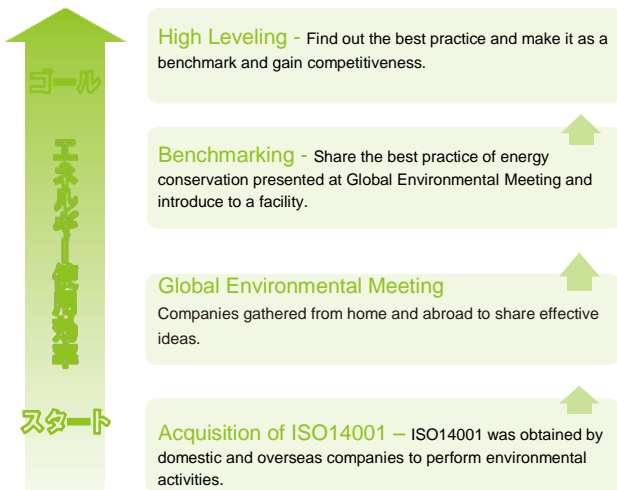 High Leveling - Find out the best practice and make it as a
benchmark and gain competitiveness.
ゴール
Benchmarking - Share the best practice of energy
conservation presented at Global Environmental Meeting and
introduce to a facility.
エネルギー使用効率
Global Environmental Meeting
Companies gathered from home and abroad to share effective
ideas.
スタート
Acquisition of ISO14001 – ISO14001 was obtained by
domestic and overseas companies to perform environmental
activities.